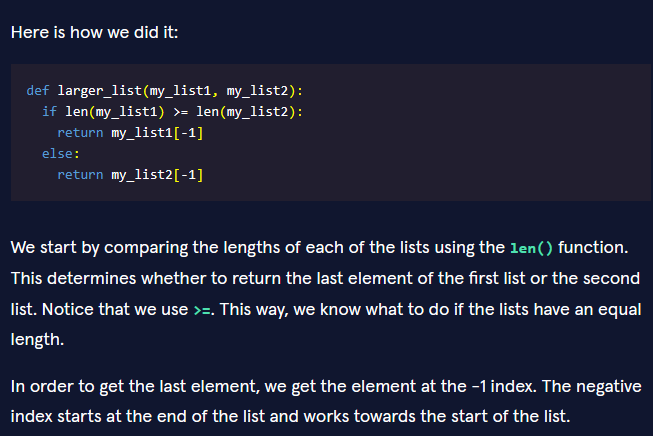 Here is how we did it:
def larger_list(my_list1, my_list2):
  if len(my_list1) >= len(my_list2):
    return my_list1[-1]
  else:
    return my_list2[-1]
We start by comparing the lengths of each of the lists using the len() function.
This determines whether to return the last element of the first list or the second
list. Notice that we use >=. This way, we know what to do if the lists have an equal
length.
In order to get the last element, we get the element at the -1 index. The negative
index starts at the end of the list and works towards the start of the list.